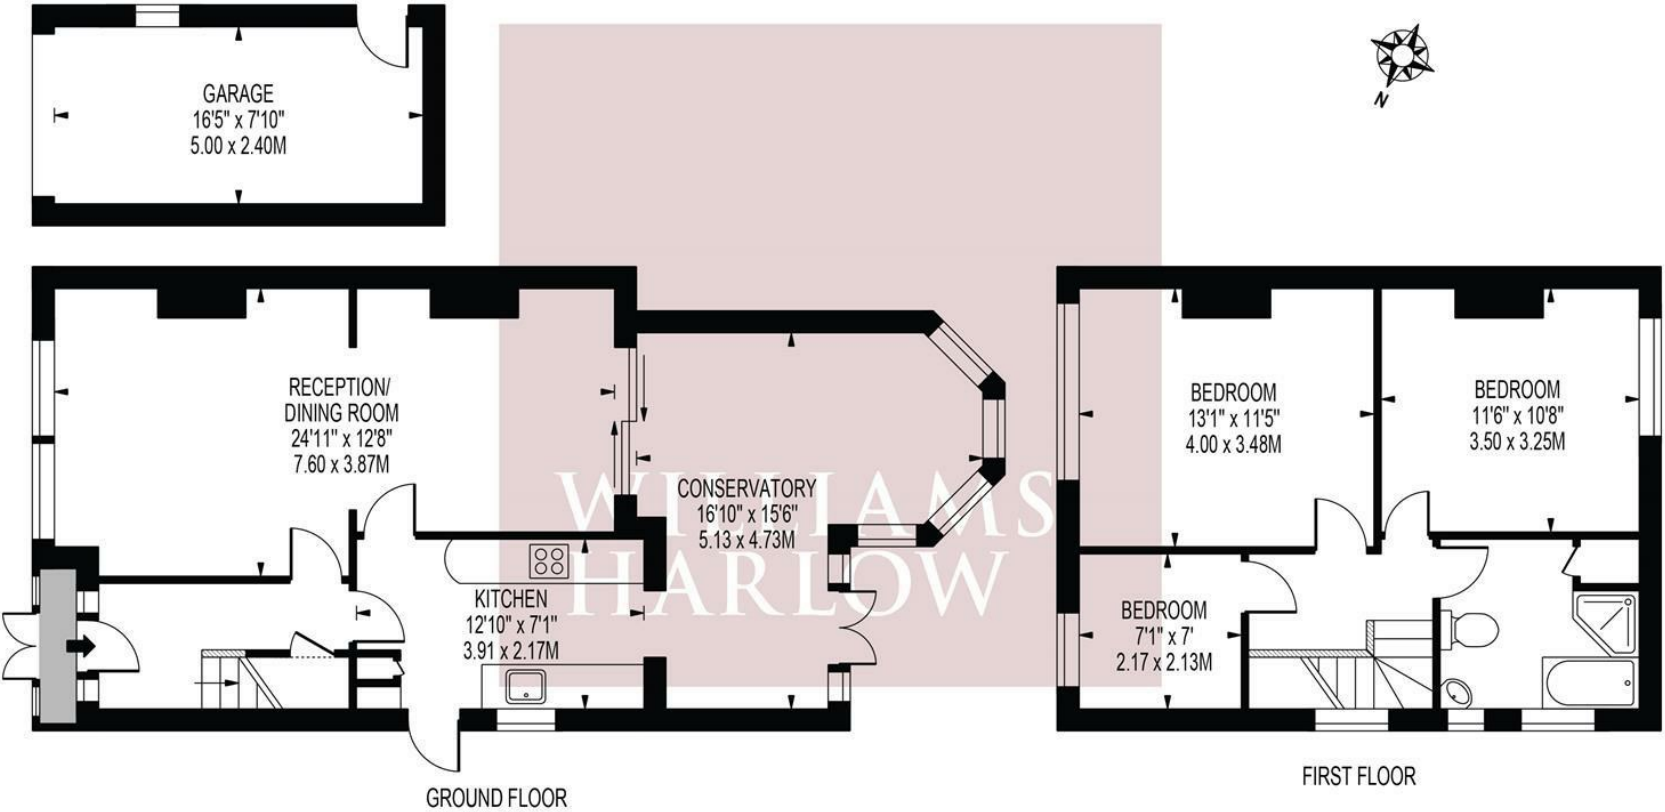 GARAGE
16'5" x 7'10"
5.00 x 2.40M
N
RECEPTION/
DINING ROOM
24'11" x 12'8"
7.60 x 3.87M
CONSERVATORY
16'10" x 15'6"
5.13 x 4.73M
KITCHEN
12'10" x 7'1"
3.91 x 2.17M
WILLIAMS
HARLOW
GROUND FLOOR
BEDROOM
13'1" x 11'5"
4.00 x 3.48M
BEDROOM
11'6" x 10'8"
3.50 x 3.25M
BEDROOM
7'1" x 7'
2.17 x 2.13M
FIRST FLOOR